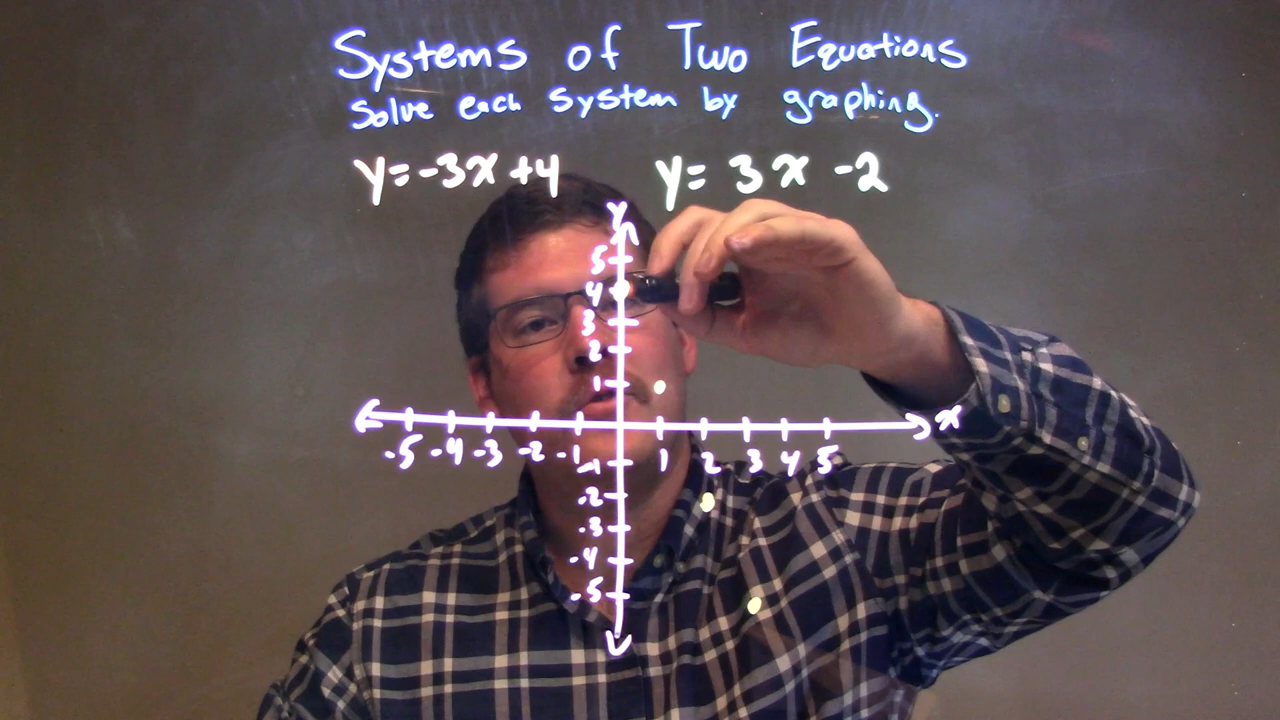 Systems of Two Equations
Solve each system by graphing.
y=-3x+4 y=3x-2
y
5
4
3
2
1
x
-5 -4 -3 -2 -1 1 2 3 4 5
-1
-2
-3
-4
-5